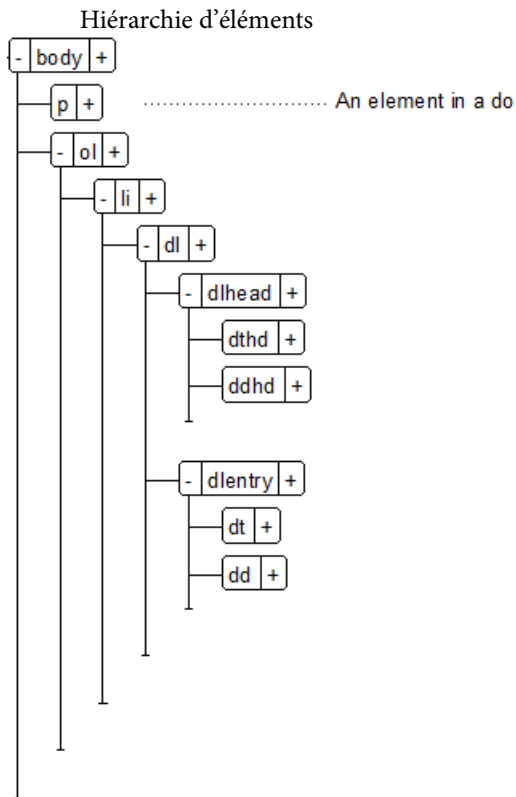 Hiérarchie d’éléments
- body +
p + An element in a do
- ol +
- li +
- dl +
- dlhead +
dthd +
ddhd +
- dlentry +
dt +
dd +